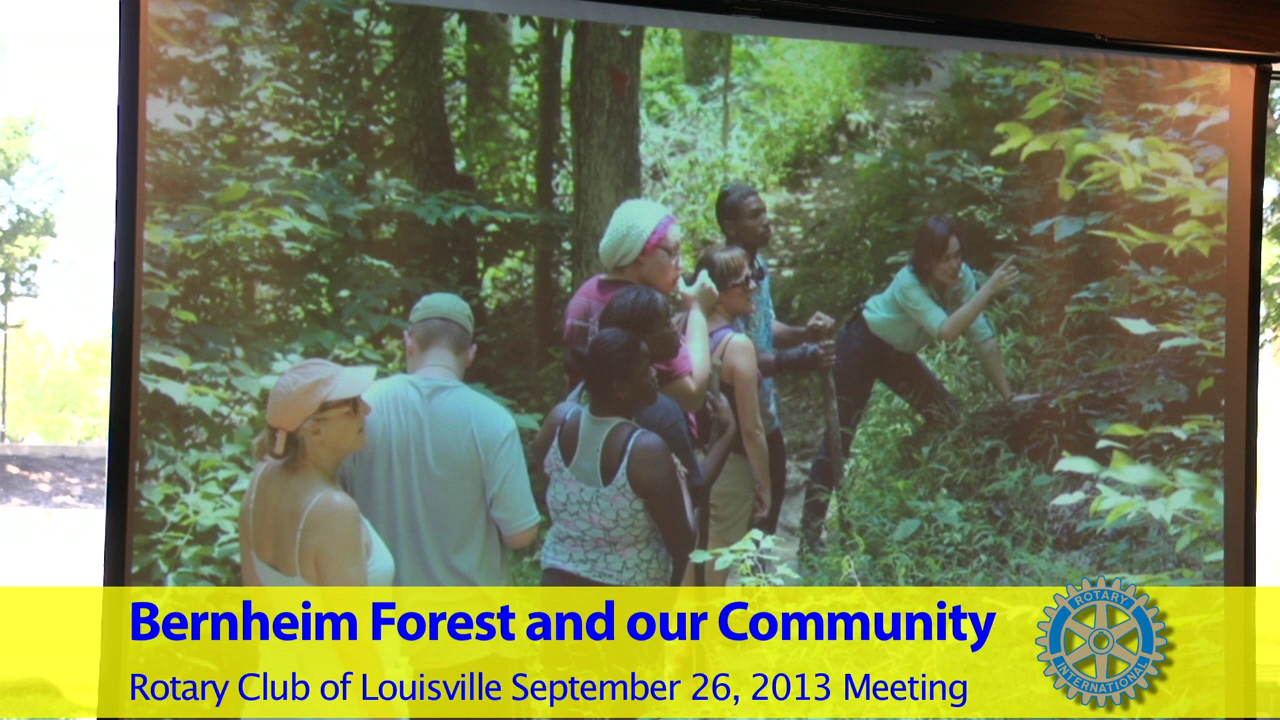 Bernheim Forest and our Community
Rotary Club of Louisville September 26, 2013 Meeting
ROTARY
INTERNATIONAL